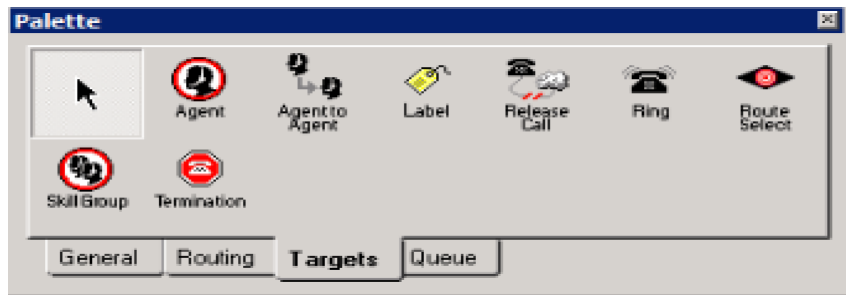 Palette
Agent
Agent to
Agent
Label
Release
Call
Ring
Route
Select
Skill Group
Termination
General
Routing
Targets
Queue